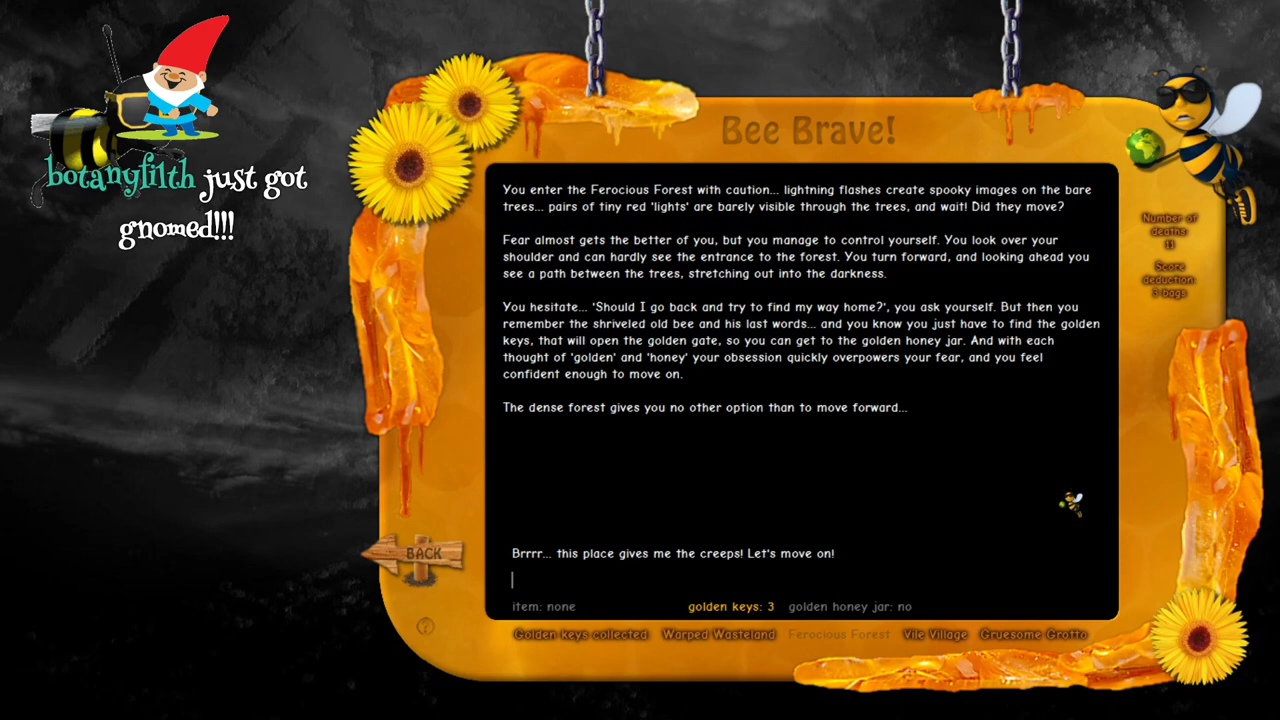 botanyfilth just got
gnomed!!!
Bee Brave!
You enter the Ferocious Forest with caution... lightning flashes create spooky images on the bare
trees... pairs of tiny red 'lights' are barely visible through the trees, and wait! Did they move?
Fear almost gets the better of you, but you manage to control yourself. You look over your
shoulder and can hardly see the entrance to the forest. You turn forward, and looking ahead you
see a path between the trees, stretching out into the darkness.
You hesitate... 'Should I go back and try to find my way home?', you ask yourself. But then you
remember the shriveled old bee and his last words... and you know you just have to find the golden
keys, that will open the golden gate, so you can get to the golden honey jar. And with each
thought of 'golden' and 'honey' your obsession quickly overpowers your fear, and you feel
confident enough to move on.
The dense forest gives you no other option than to move forward...
Brrrr... this place gives me the creeps! Let's move on!
item: none golden keys: 3 golden honey jar: no
Golden keys collected Warped Wasteland Ferocious Forest Vile Village Gruesome Grotto
BACK
?
Number of
deaths:
11
Score
deduction:
3 bags